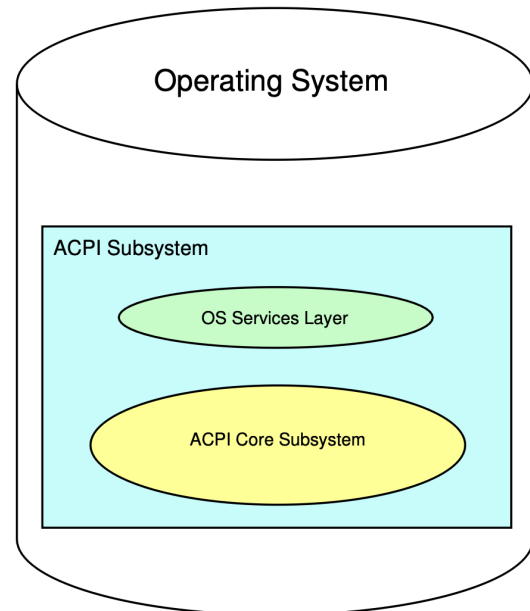 Operating System
ACPI Subsystem
OS Services Layer
ACPI Core Subsystem